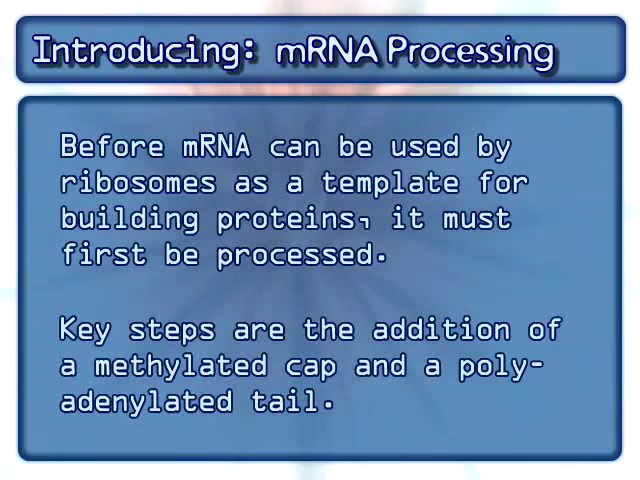 Introducing: mRNA Processing
Before mRNA can be used by
ribosomes as a template for
building proteins, it must
first be processed.
Key steps are the addition of
a methylated cap and a poly-
adenylated tail.